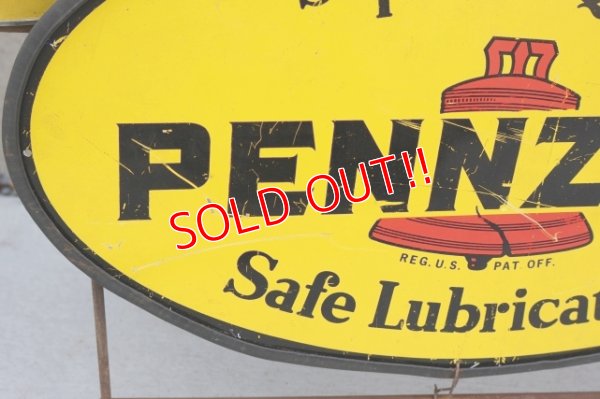 PENNZ
SOLD OUT!!
REG. U.S. PAT. OFF.
Safe Lubricat